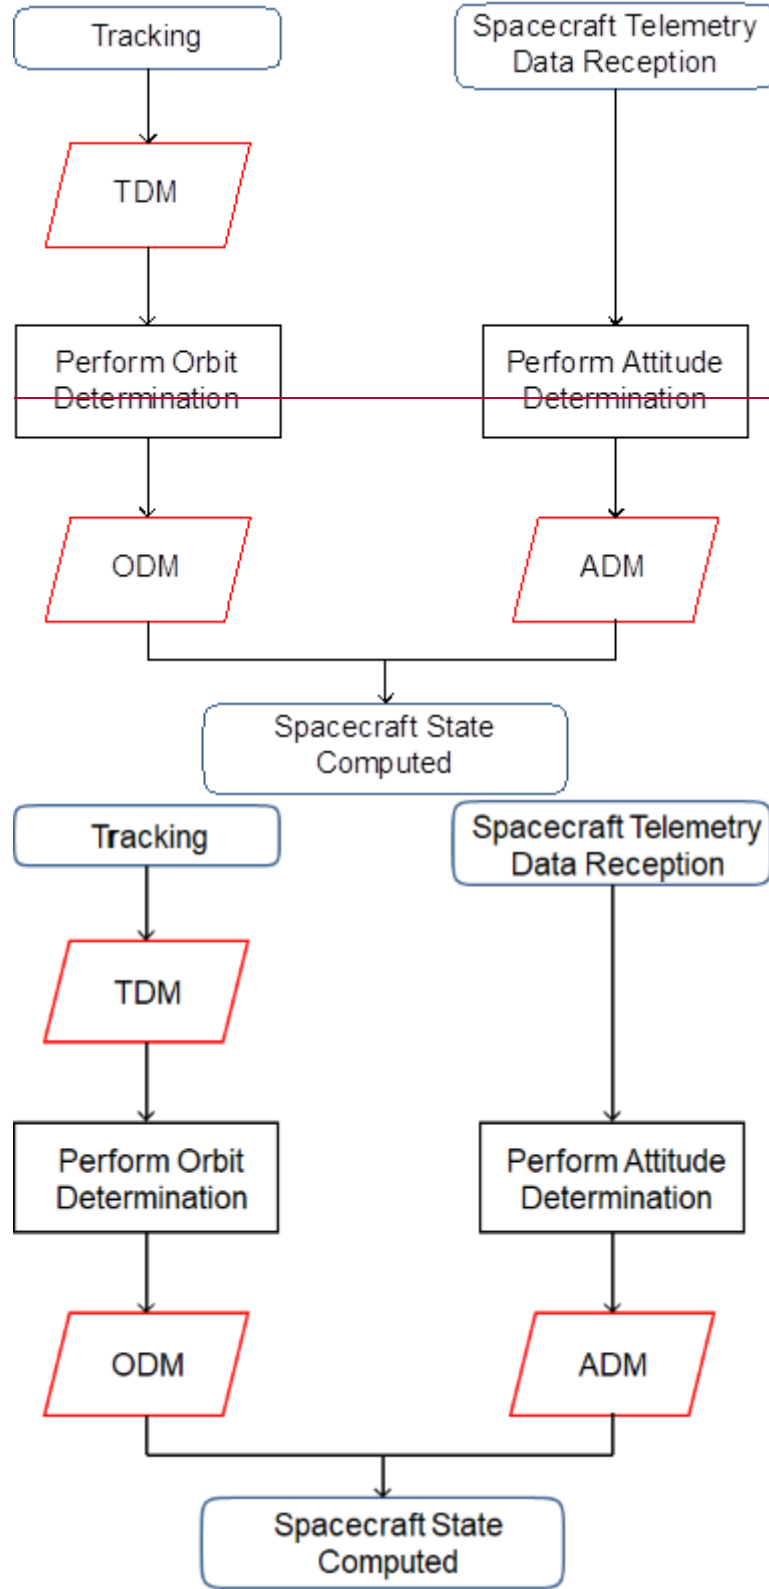 Tracking
Spacecraft Telemetry
Data Reception
TDM
Perform Orbit
Determination
Perform Attitude
Determination
ODM
ADM
Spacecraft State
Computed
Tracking
Spacecraft Telemetry
Data Reception
TDM
Perform Orbit
Determination
Perform Attitude
Determination
ODM
ADM
Spacecraft State
Computed